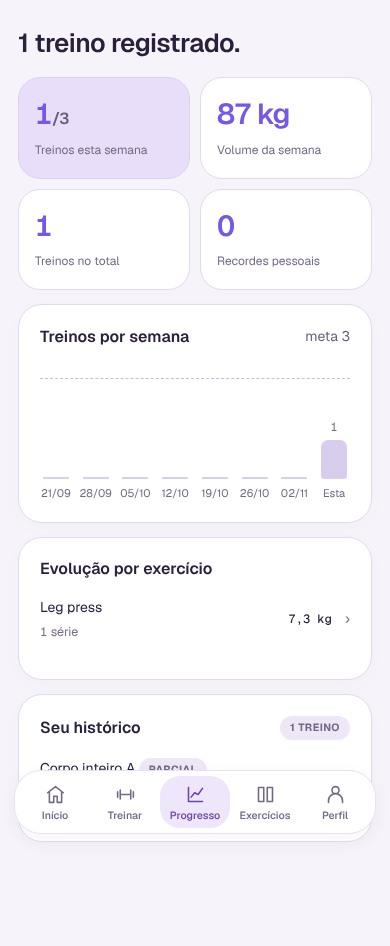 1 treino registrado.
1/3
Treinos esta semana
87 kg
Volume da semana
1
Treinos no total
0
Recordes pessoais
Treinos por semana
meta 3
1
21/09 28/09 05/10 12/10 19/10 26/10 02/11 Esta
Evolução por exercício
Leg press
1 série
7,3 kg ›
Seu histórico
1 TREINO
Corpo inteiro A PARCIAL
Início
Treinar
Progresso
Exercícios
Perfil